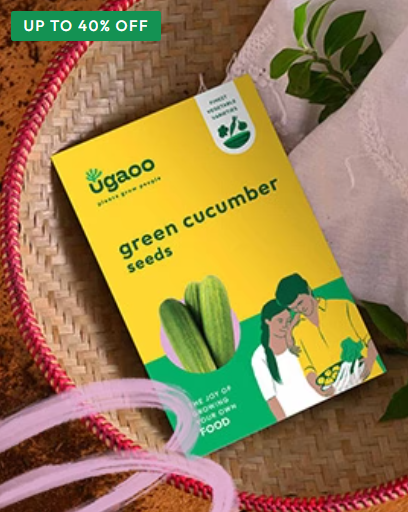 UP TO 40% OFF
FINEST
VEGETABLE
VARIETIES
ugaoo
plants grow people
green cucumber
seeds
THE JOY OF
GROWING
YOUR OWN
FOOD